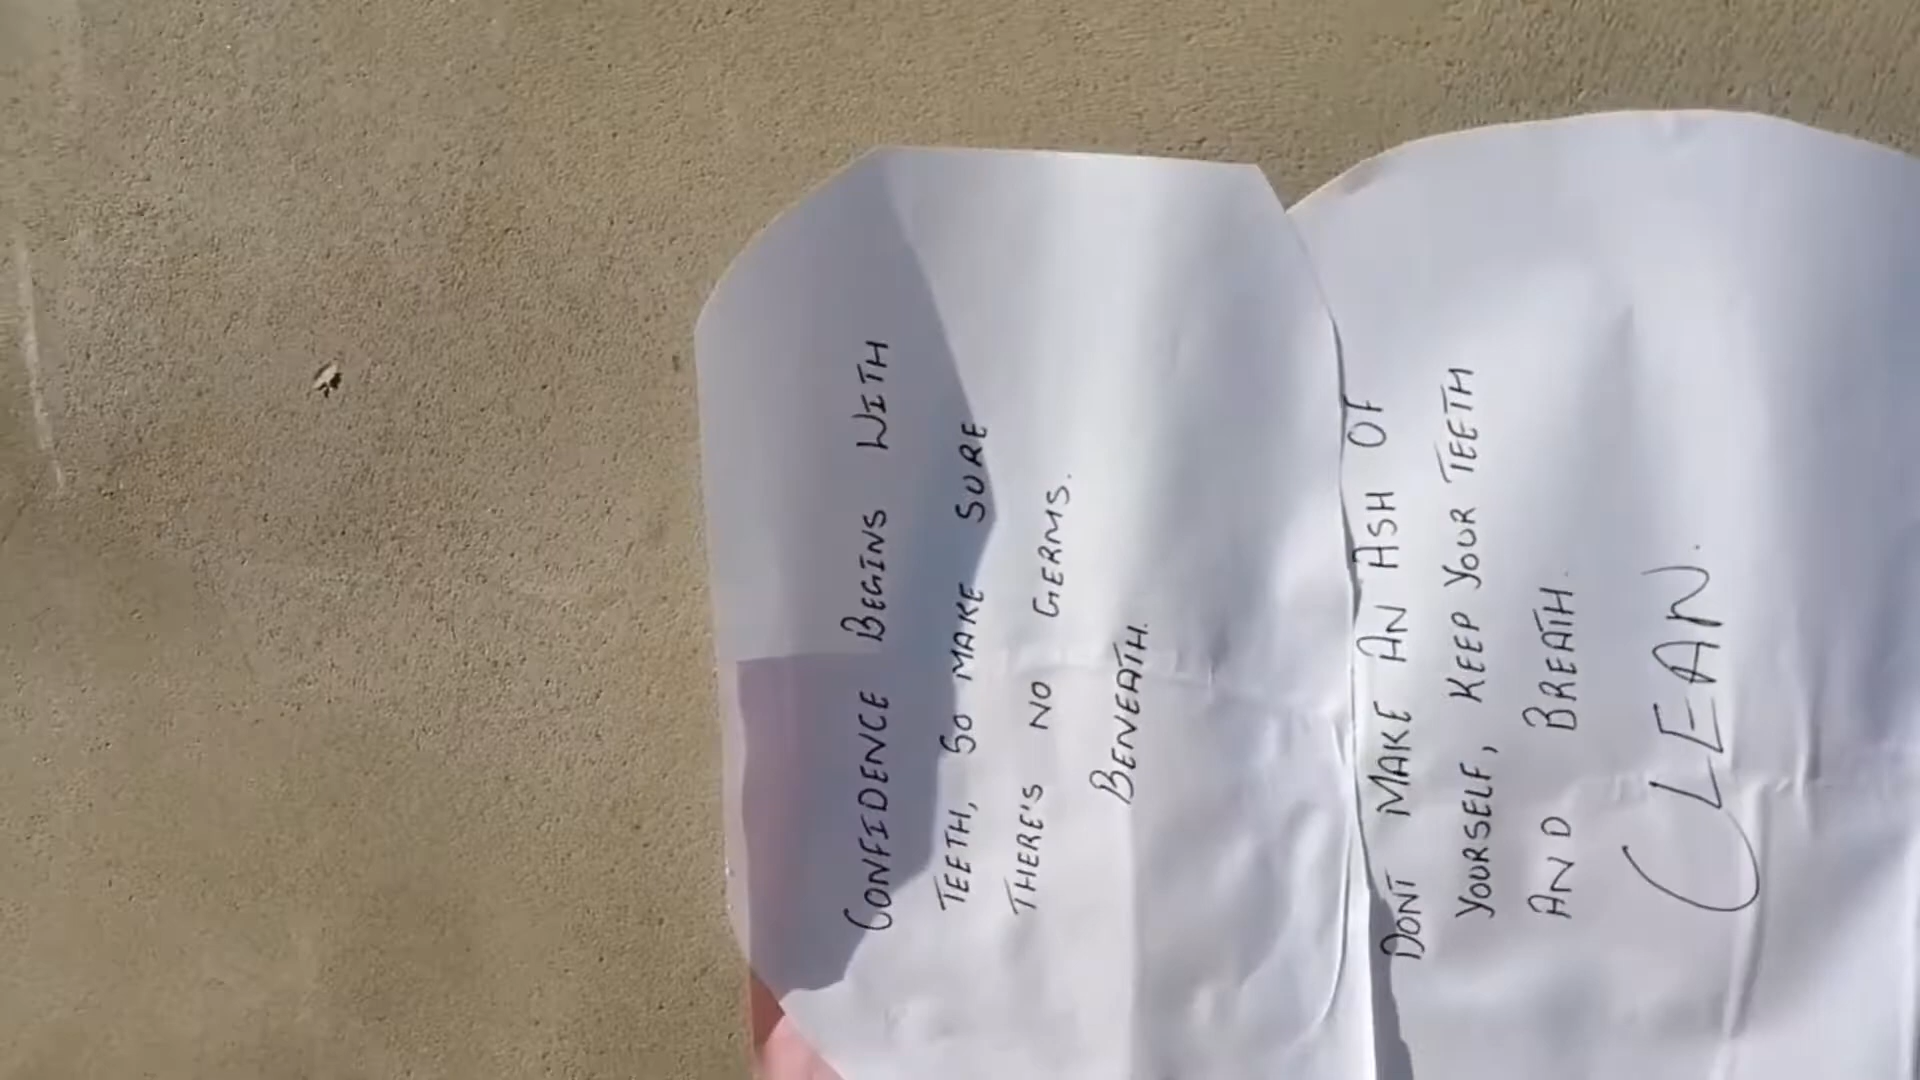 CONFIDENCE BEGINS WITH
TEETH, SO MAKE SURE
THERE'S NO GERMS.
BENEATH.
DONT MAKE AN ASH OF
YOURSELF, KEEP YOUR TEETH
AND BREATH.
CLEAN.